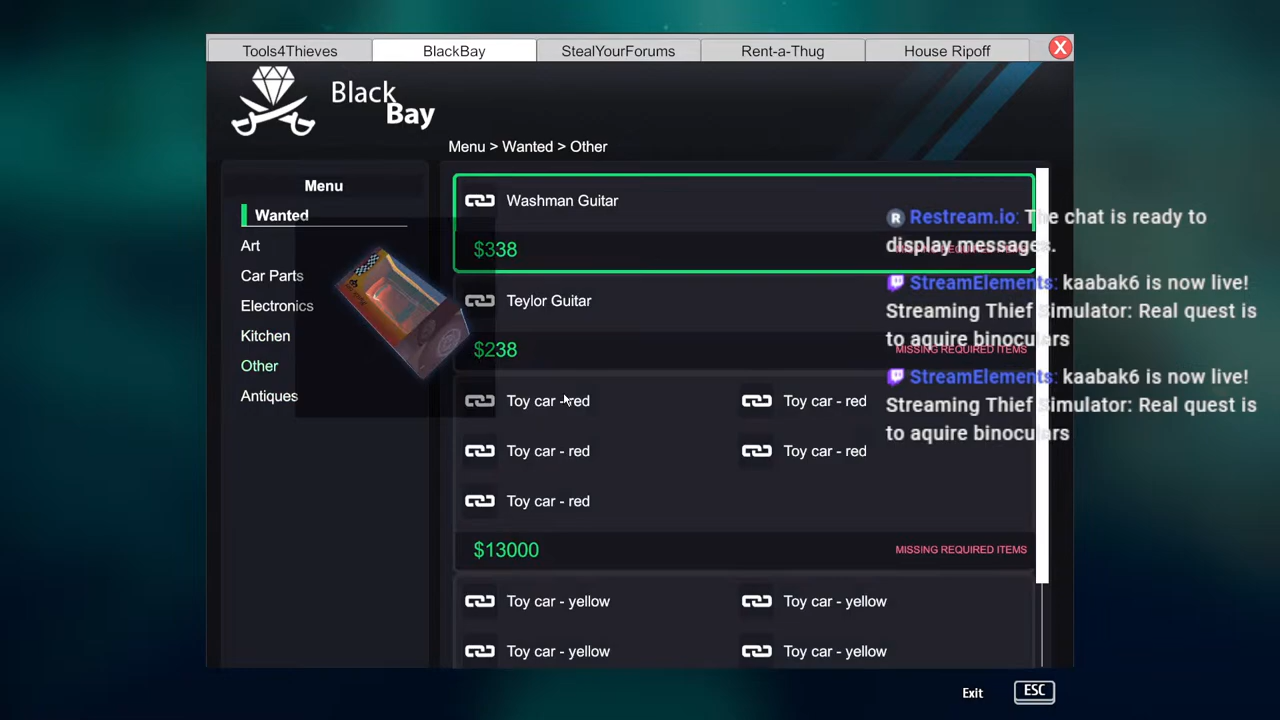 Tools4Thieves BlackBay StealYourForums Rent-a-Thug House Ripoff X
Black
Bay
Menu > Wanted > Other
Menu
Wanted
Art
Car Parts
Electronics
Kitchen
Other
Antiques
Washman Guitar
$338 MISSING REQUIRED ITEMS
Teylor Guitar
$238 MISSING REQUIRED ITEMS
Toy car - red Toy car - red
Toy car - red Toy car - red
Toy car - red
$13000 MISSING REQUIRED ITEMS
Toy car - yellow Toy car - yellow
Toy car - yellow Toy car - yellow
R Restream.io: The chat is ready to
display messages.
StreamElements: kaabak6 is now live!
Streaming Thief Simulator: Real quest is
to aquire binoculars
StreamElements: kaabak6 is now live!
Streaming Thief Simulator: Real quest is
to aquire binoculars
Exit ESC